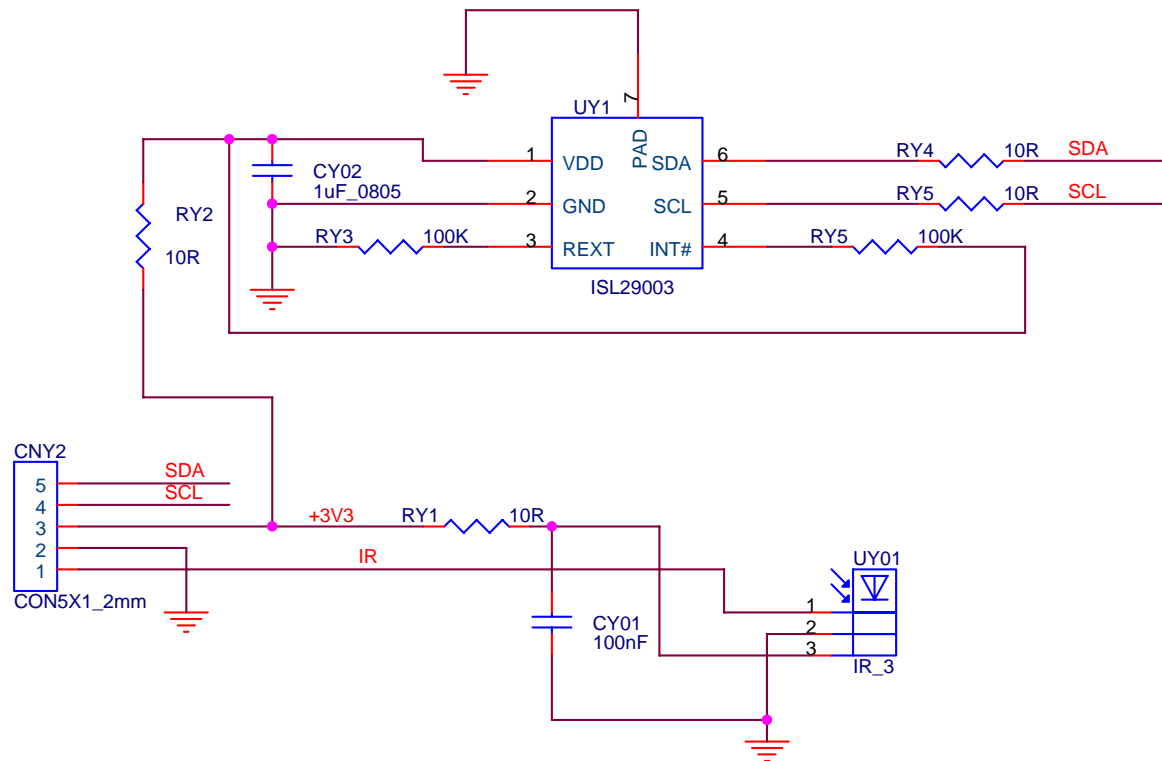 UY1
7
PAD
1 VDD SDA 6 RY4 10R SDA
CY02
1uF_0805
2 GND SCL 5 RY5 10R SCL
RY2
10R
RY3 100K 3 REXT INT# 4 RY5 100K
ISL29003
CNY2
5 SDA
4 SCL
3 +3V3 RY1 10R
2
1 IR
CON5X1_2mm
CY01
100nF
UY01
1
2
3
IR_3